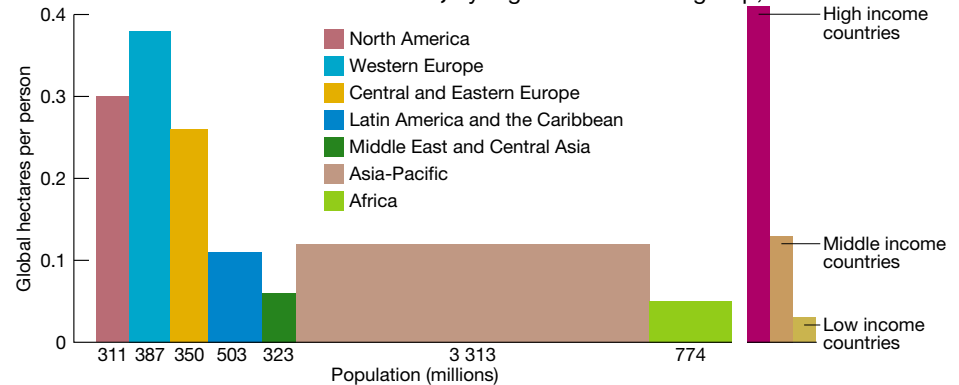 0.4
0.3
0.2
0.1
0
Global hectares per person
North America
Western Europe
Central and Eastern Europe
Latin America and the Caribbean
Middle East and Central Asia
Asia-Pacific
Africa
311 387 350 503 323 3 313 774
Population (millions)
High income
countries
Middle income
countries
Low income
countries